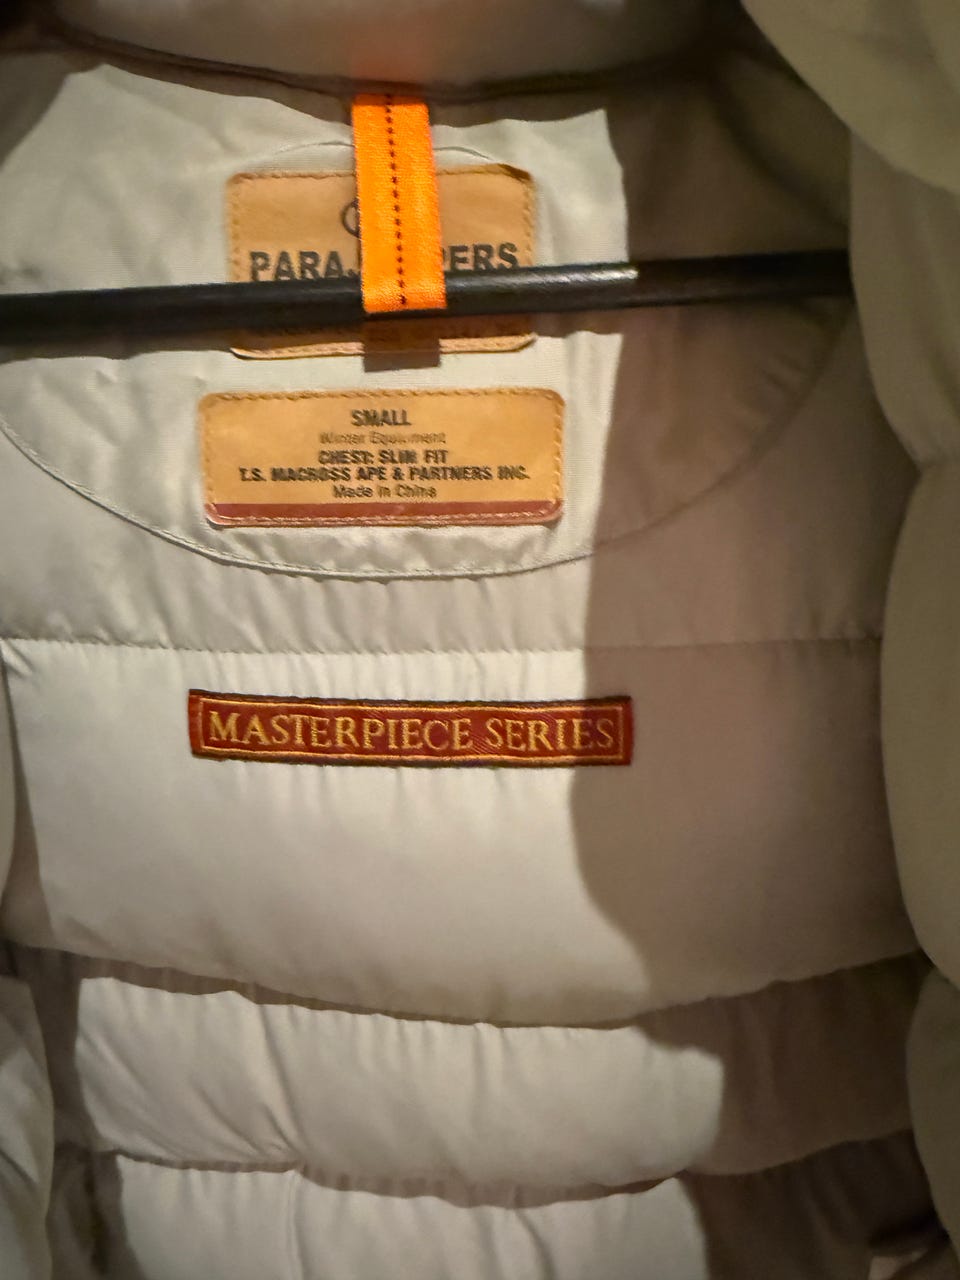 SMALL
Winter Equipment
CHEST: SLIM FIT
T.S. MACROSS APE & PARTNERS INC.
Made in China
MASTERPIECE SERIES